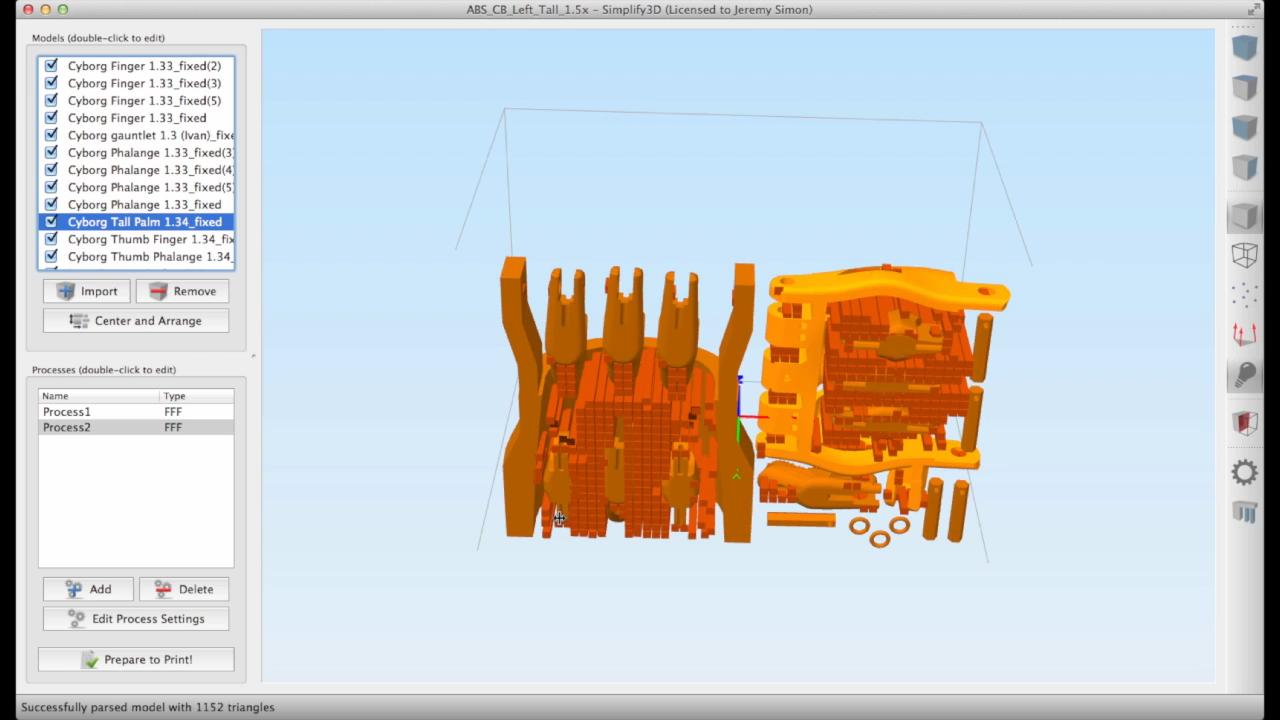 ABS_CB_Left_Tall_1.5x - Simplify3D (Licensed to Jeremy Simon)
Models (double-click to edit)
Cyborg Finger 1.33_fixed(2)
Cyborg Finger 1.33_fixed(3)
Cyborg Finger 1.33_fixed(5)
Cyborg Finger 1.33_fixed
Cyborg gauntlet 1.3 (Ivan)_fixe
Cyborg Phalange 1.33_fixed(3)
Cyborg Phalange 1.33_fixed(4)
Cyborg Phalange 1.33_fixed(5)
Cyborg Phalange 1.33_fixed
Cyborg Tall Palm 1.34_fixed
Cyborg Thumb Finger 1.34_fix
Cyborg Thumb Phalange 1.34_
Import Remove
Center and Arrange
Processes (double-click to edit)
Name Type
Process1 FFF
Process2 FFF
Add Delete
Edit Process Settings
Prepare to Print!
Successfully parsed model with 1152 triangles